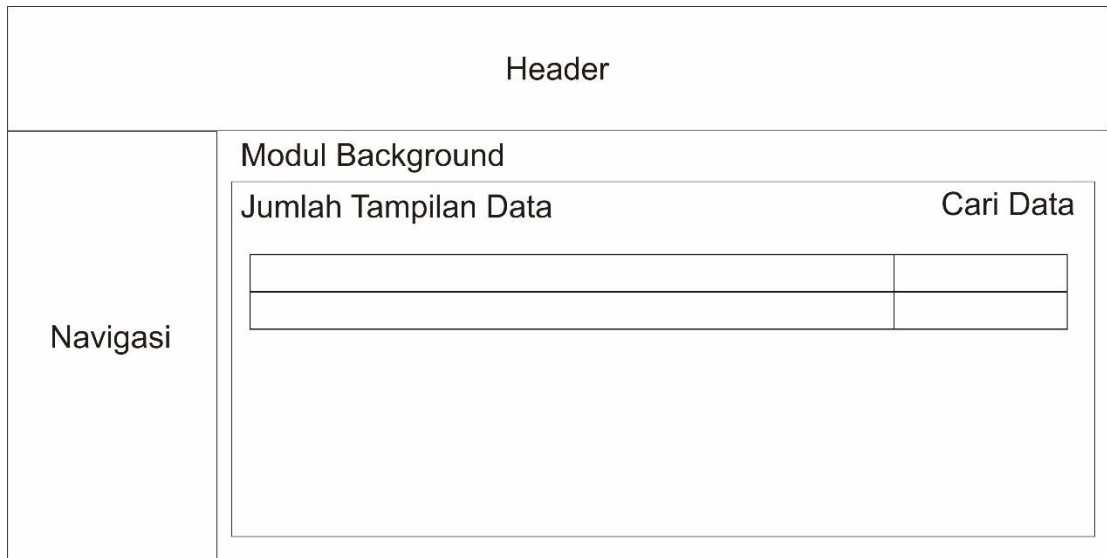 Header
Modul Background
Jumlah Tampilan Data
Cari Data
Navigasi